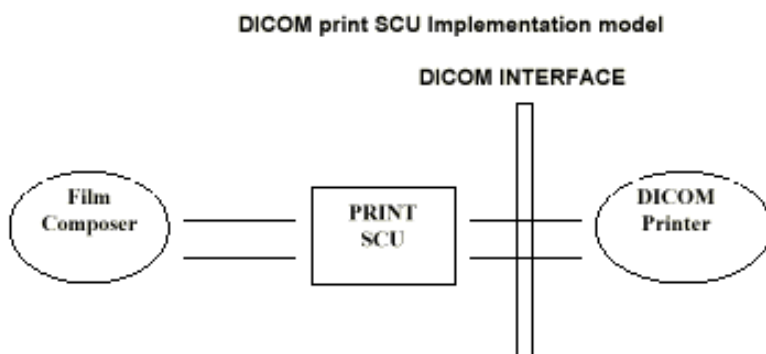 DICOM print SCU Implementation model
DICOM INTERFACE
Film
Composer
PRINT
SCU
DICOM
Printer